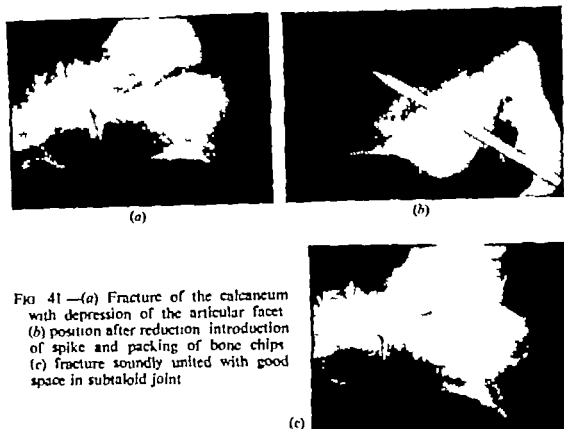 (a)
(b)
FIG 41 —(a) Fracture of the calcaneum
with depression of the articular facet
(b) position after reduction introduction
of spike and packing of bone chips
(c) fracture soundly united with good
space in subtaloid joint
(c)